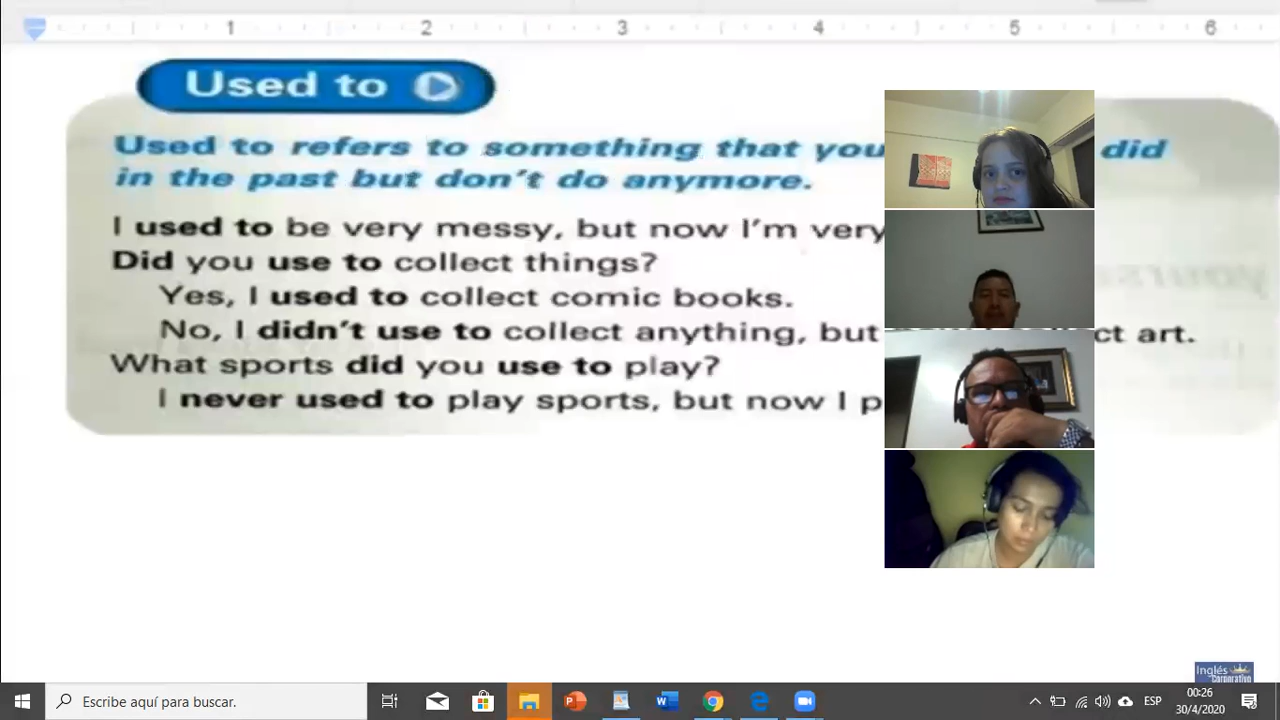 1 2 3 4 5 6
Used to
Used to refers to something that you did
in the past but don't do anymore.
I used to be very messy, but now I'm very
Did you use to collect things?
Yes, I used to collect comic books.
No, I didn't use to collect anything, but ct art.
What sports did you use to play?
I never used to play sports, but now I p
Inglés
Corporativo
Escribe aquí para buscar.
ESP
00:26
30/4/2020